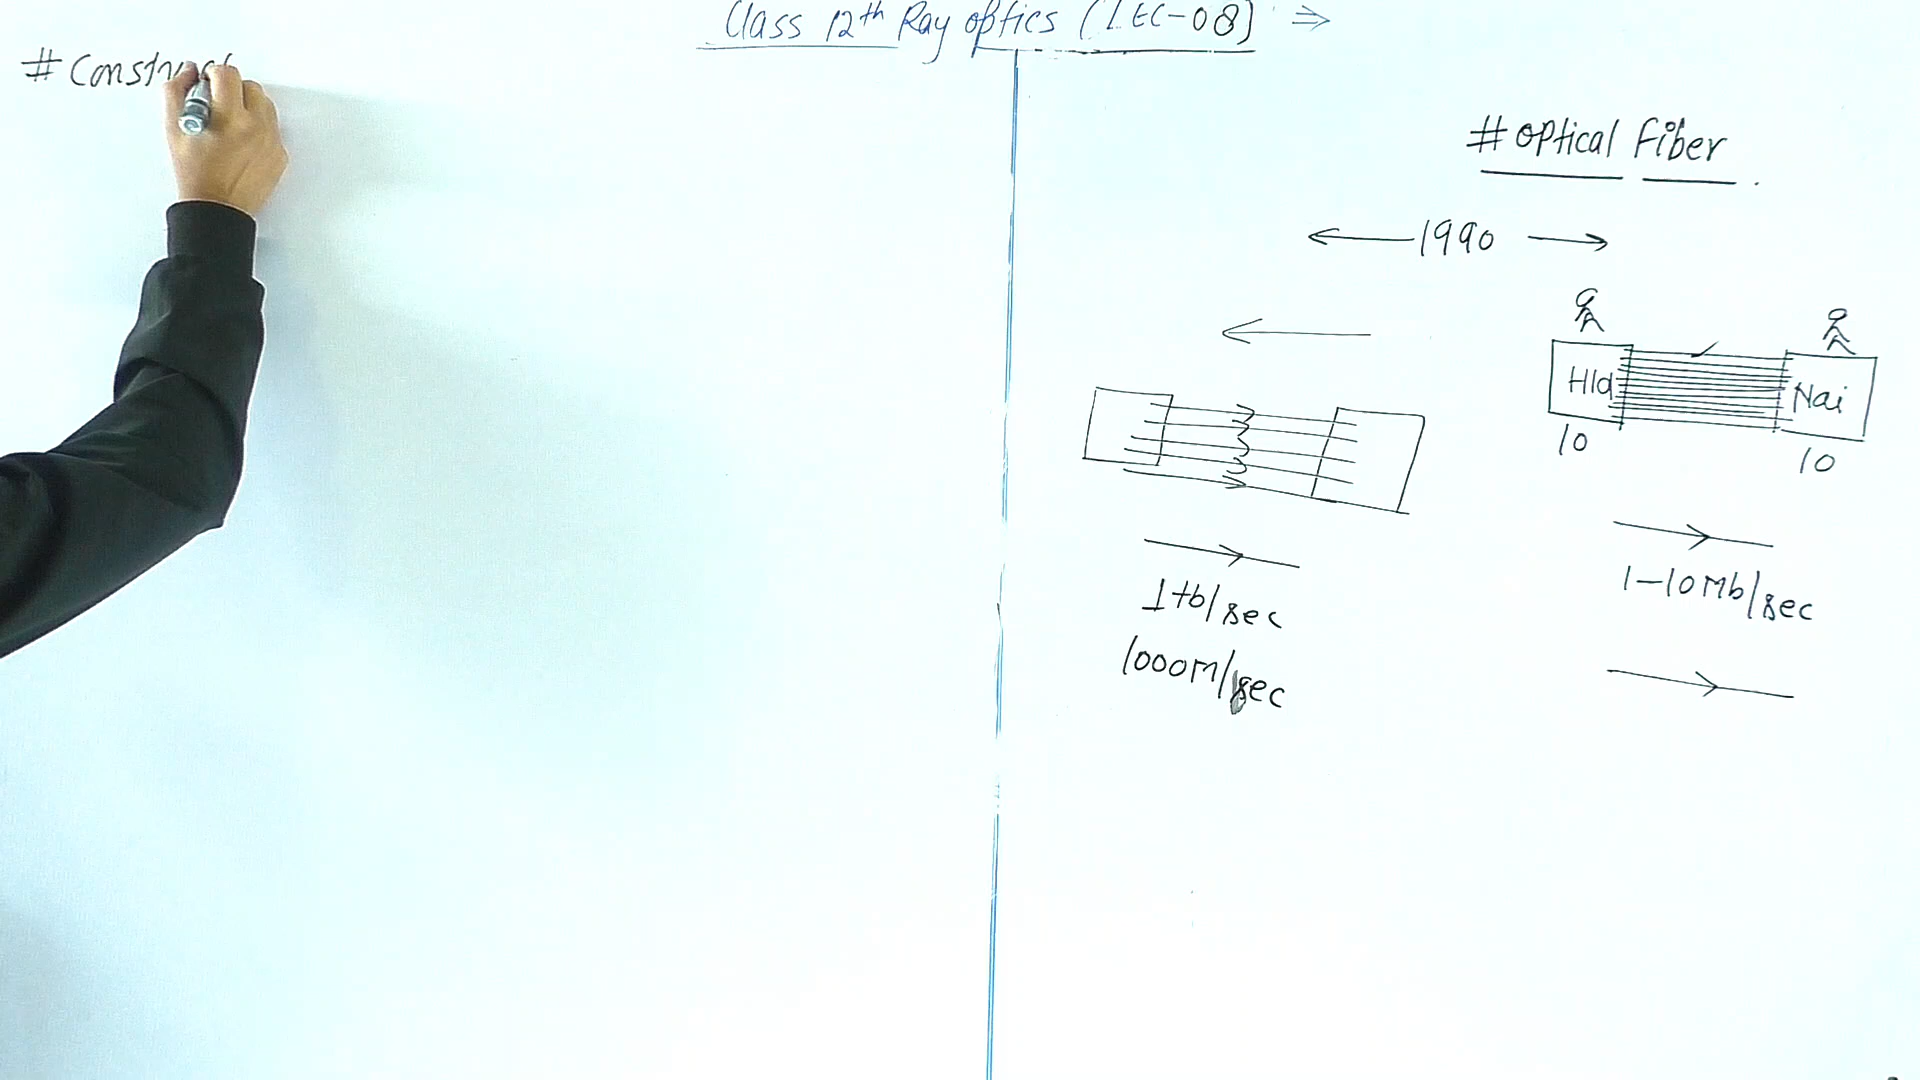 Class 12th Ray optics (LEC-08) ⇒
# Construct
# Optical Fiber
1990
Hld
Nai
10
10
1-10Mb/sec
1tb/sec
1000M/sec